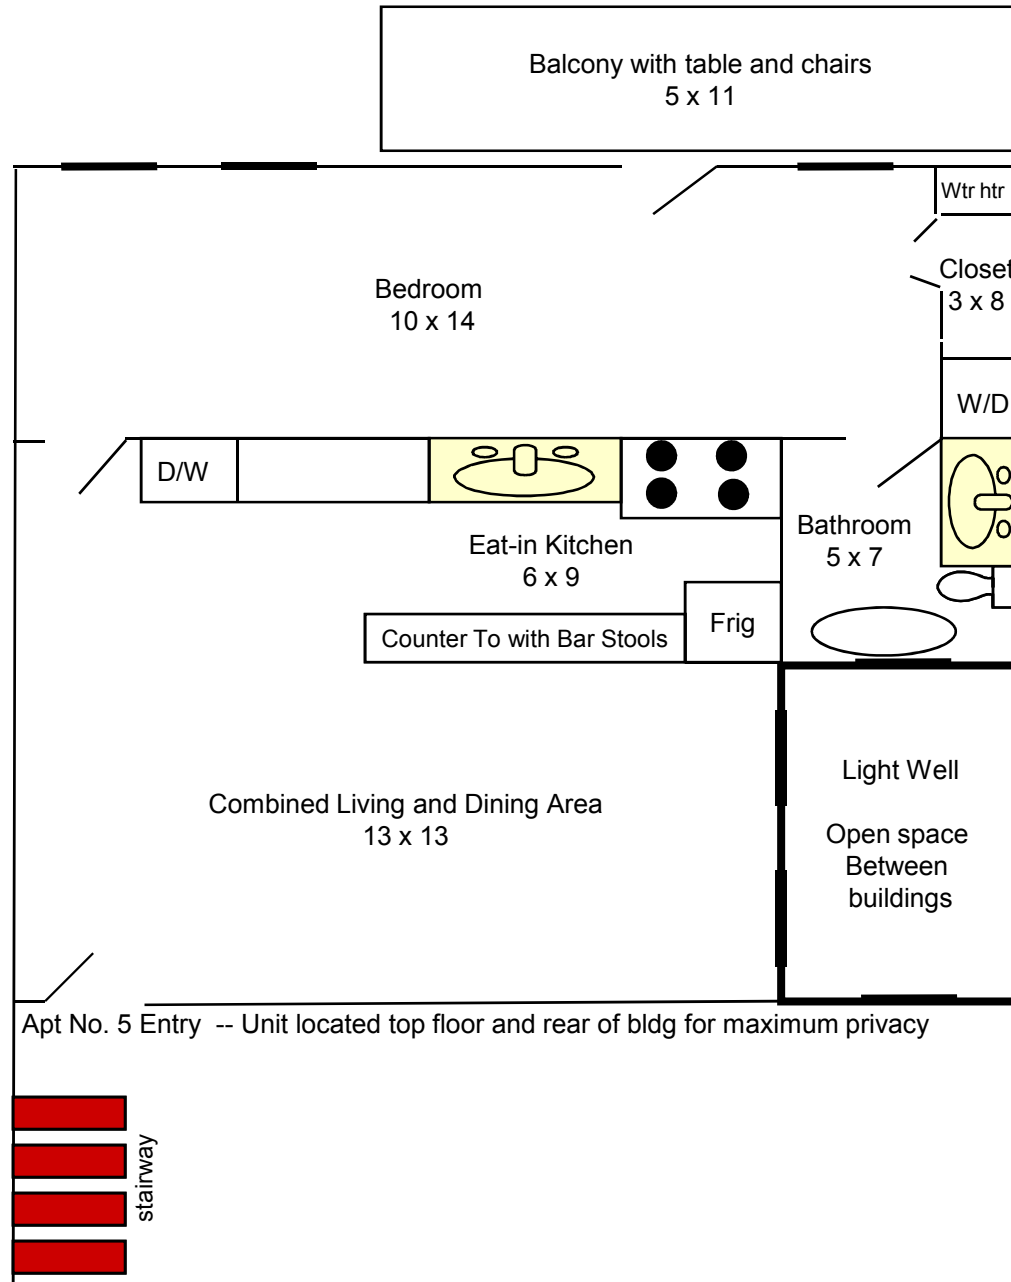 Balcony with table and chairs
5 x 11
Wtr htr
Closet
3 x 8
Bedroom
10 x 14
W/D
D/W
Bathroom
5 x 7
Eat-in Kitchen
6 x 9
Frig
Counter To with Bar Stools
Light Well
Combined Living and Dining Area
13 x 13
Open space
Between
buildings
Apt No. 5 Entry -- Unit located top floor and rear of bldg for maximum privacy
stairway